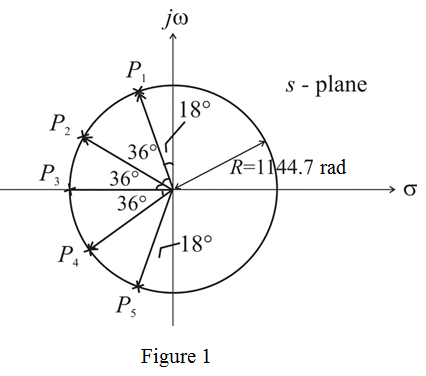 jω
P₁
s - plane
18°
P₂
36°
R=1144.7 rad
P₃
36°
σ
36°
P₄
18°
P₅
Figure 1